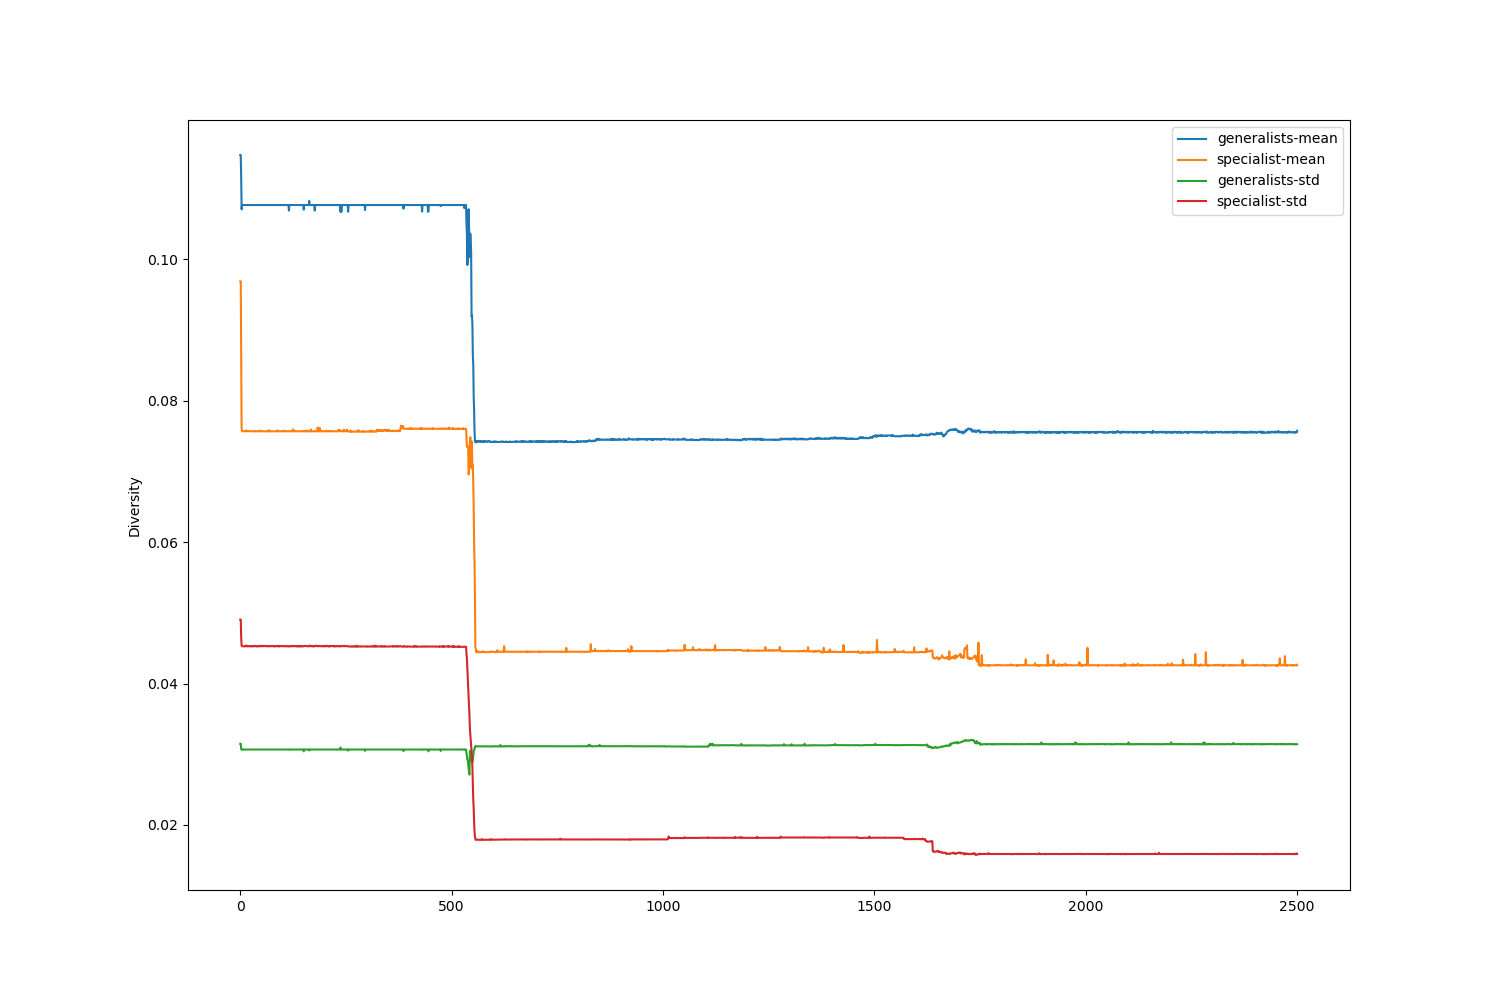 generalists-mean
specialist-mean
generalists-std
specialist-std
0.10
0.08
0.06
0.04
0.02
Diversity
0 500 1000 1500 2000 2500